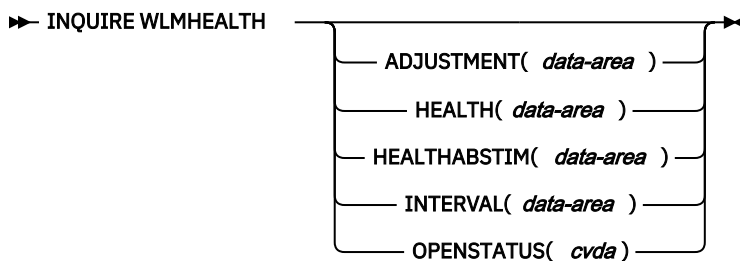 INQUIRE WLMHEALTH
ADJUSTMENT( data-area )
HEALTH( data-area )
HEALTHABSTIM( data-area )
INTERVAL( data-area )
OPENSTATUS( cvda )